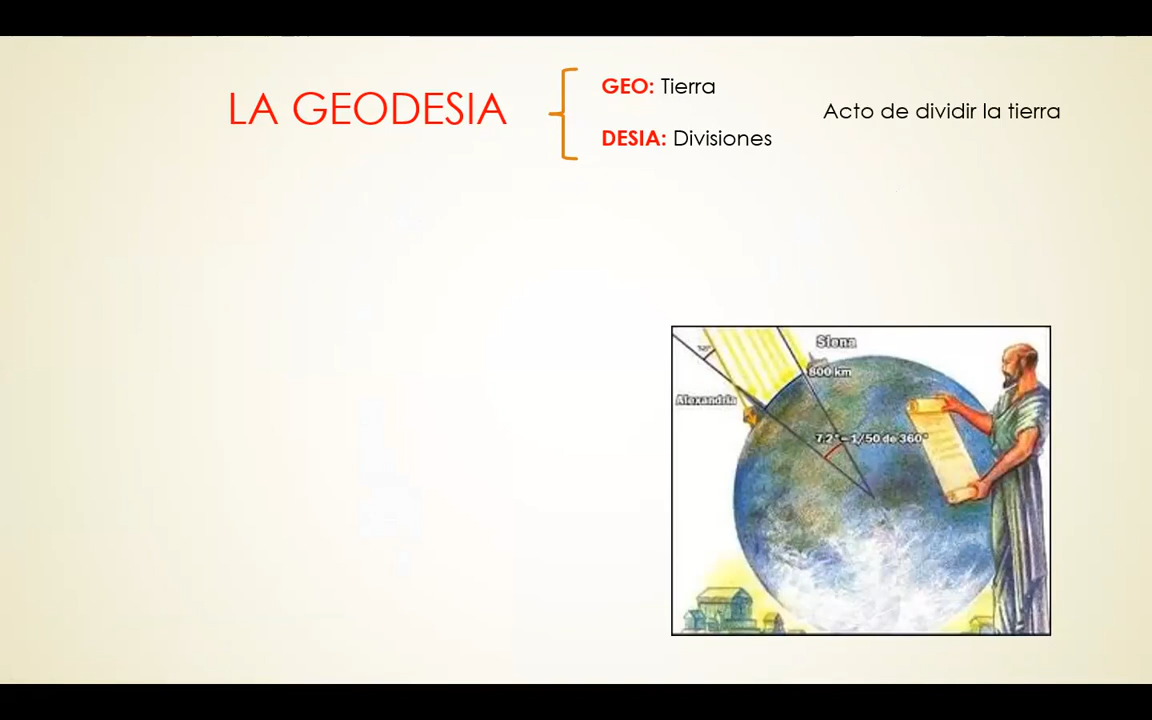 LA GEODESIA
GEO: Tierra
DESIA: Divisiones
Acto de dividir la tierra
Siena
800 km
Alexandria
7.2° = 1/50 de 360°